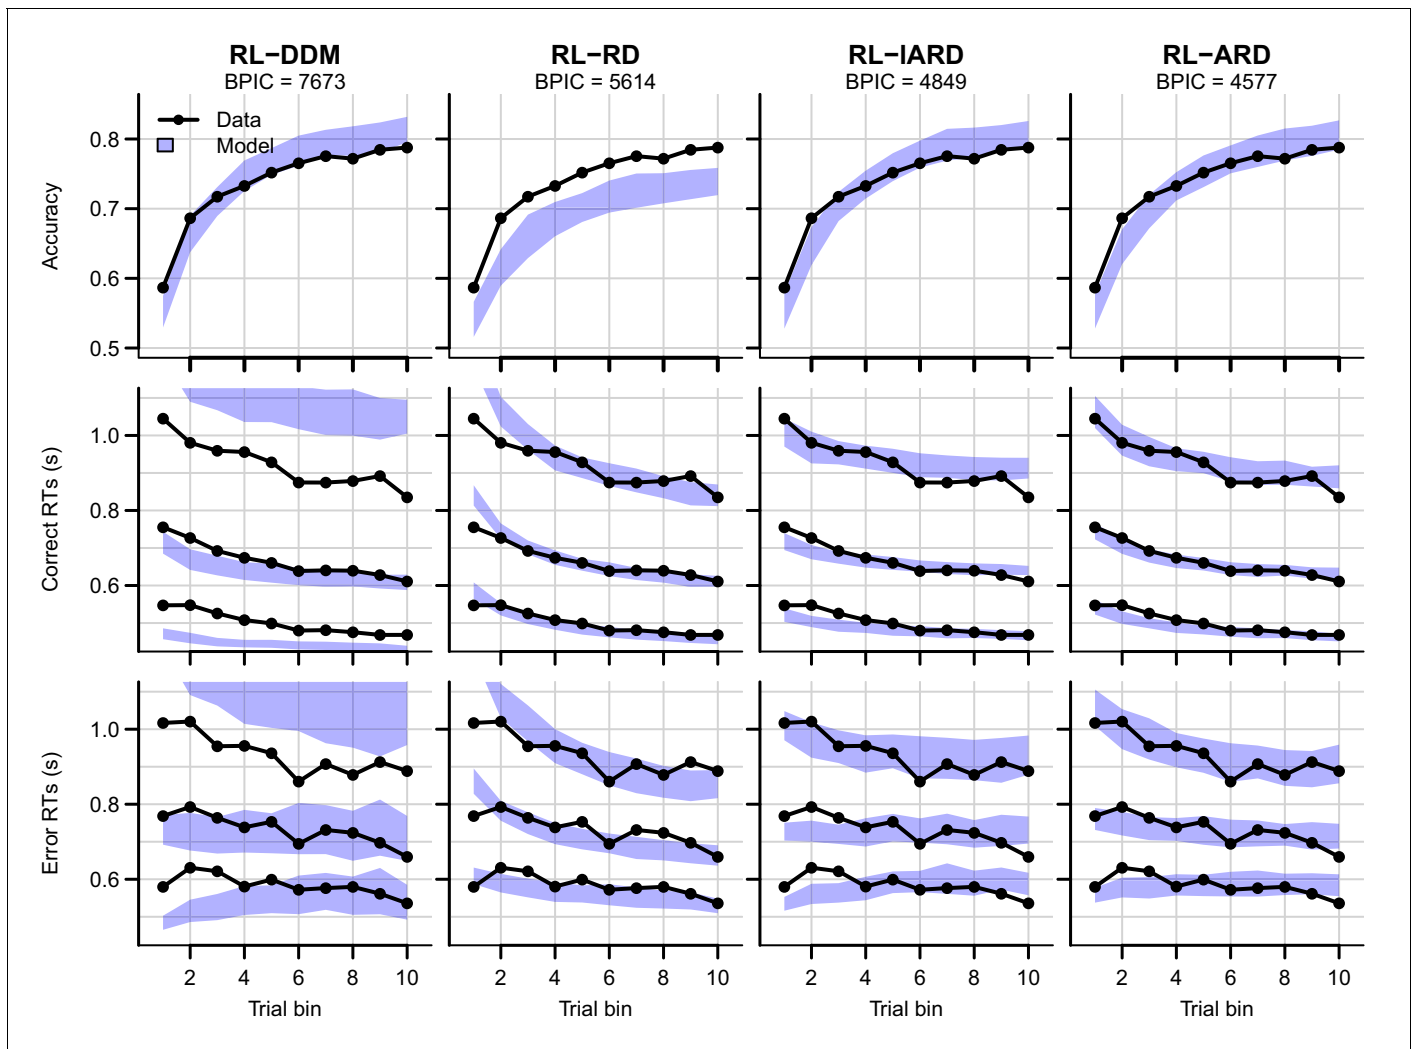 RL−DDM RL−RD RL−IARD RL−ARD
BPIC = 7673 BPIC = 5614 BPIC = 4849 BPIC = 4577
Data
Model
Accuracy
0.8
0.7
0.6
0.5
Correct RTs (s)
1.0
0.8
0.6
Error RTs (s)
1.0
0.8
0.6
2 4 6 8 10 2 4 6 8 10 2 4 6 8 10 2 4 6 8 10
Trial bin Trial bin Trial bin Trial bin